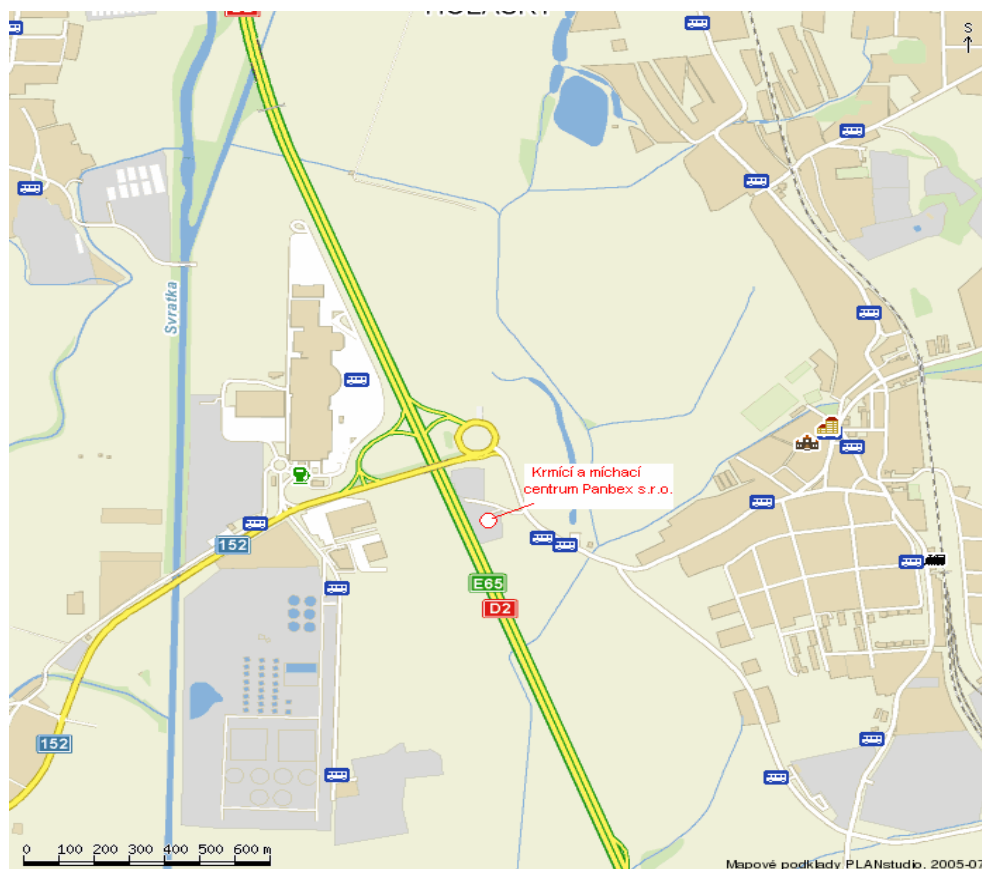 S
Svratka
Krmící a míchací
centrum Panbex s.r.o.
152
E65
D2
152
0 100 200 300 400 500 600 m
Mapové podklady PLANstudio, 2005-07